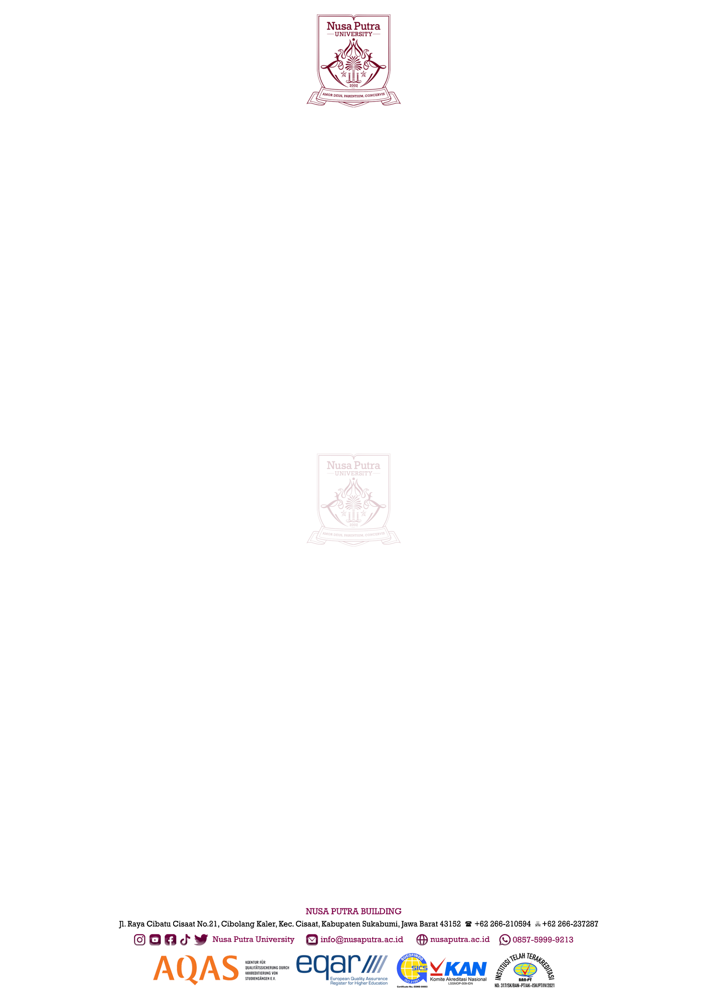 Nusa Putra
UNIVERSITY
2002
AMOR DEUS, PARENTIUM, CONCERVIS
Nusa Putra
UNIVERSITY
2002
AMOR DEUS, PARENTIUM, CONCERVIS
NUSA PUTRA BUILDING
Jl. Raya Cibatu Cisaat No.21, Cibolang Kaler, Kec. Cisaat, Kabupaten Sukabumi, Jawa Barat 43152 ☎ +62 266-210594 +62 266-237287
Nusa Putra University info@nusaputra.ac.id nusaputra.ac.id 0857-5999-9213
AQAS
AGENTUR FÜR
QUALITÄTSSICHERUNG DURCH
AKKREDITIERUNG VON
STUDIENGÄNGEN E.V.
eqar
European Quality Assurance
Register for Higher Education
SUCOFINDO
SICS
ISO 21001
Certificate No.: EOMS 00003
KAN
Komite Akreditasi Nasional
LSSMOP-009-IDN
INSTITUSI TELAH TERAKREDITASI
BAN-PT
NO: 317/SK/BAN-PT/AK-ISK/PT/IV/2021